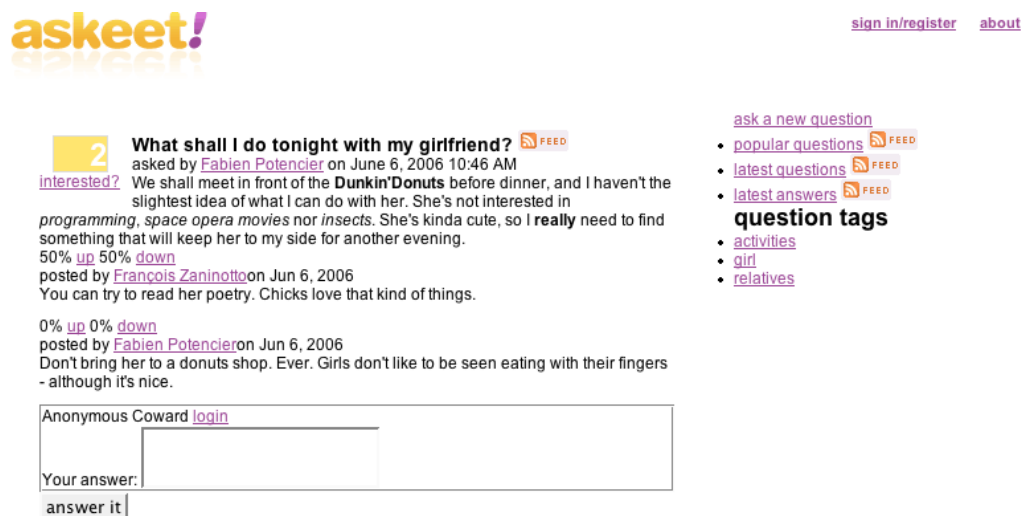 askeet!
sign in/register about
2
interested?
What shall I do tonight with my girlfriend? FEED
asked by Fabien Potencier on June 6, 2006 10:46 AM
We shall meet in front of the Dunkin'Donuts before dinner, and I haven't the
slightest idea of what I can do with her. She's not interested in
programming, space opera movies nor insects. She's kinda cute, so I really need to find
something that will keep her to my side for another evening.
50% up 50% down
posted by François Zaninottoon Jun 6, 2006
You can try to read her poetry. Chicks love that kind of things.
0% up 0% down
posted by Fabien Potencieron Jun 6, 2006
Don't bring her to a donuts shop. Ever. Girls don't like to be seen eating with their fingers
- although it's nice.
Anonymous Coward login
Your answer:
answer it
ask a new question
popular questions FEED
latest questions FEED
latest answers FEED
question tags
activities
girl
relatives